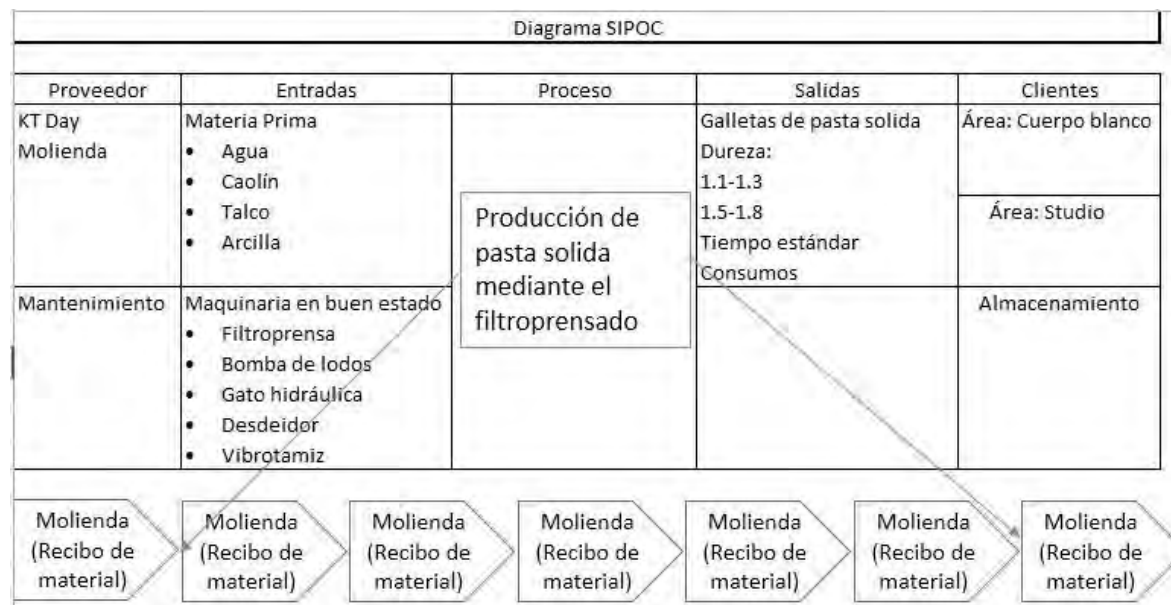 Diagrama SIPOC
Proveedor
Entradas
Proceso
Salidas
Clientes
KT Day
Molienda
Materia Prima
• Agua
• Caolín
• Talco
• Arcilla
Producción de
pasta solida
mediante el
filtroprensado
Galletas de pasta solida
Dureza:
1.1-1.3
1.5-1.8
Tiempo estándar
Consumos
Área: Cuerpo blanco
Área: Studio
Mantenimiento
Maquinaria en buen estado
• Filtroprensa
• Bomba de lodos
• Gato hidráulica
• Desdeidor
• Vibrotamiz
Almacenamiento
Molienda
(Recibo de
material)
Molienda
(Recibo de
material)
Molienda
(Recibo de
material)
Molienda
(Recibo de
material)
Molienda
(Recibo de
material)
Molienda
(Recibo de
material)
Molienda
(Recibo de
material)